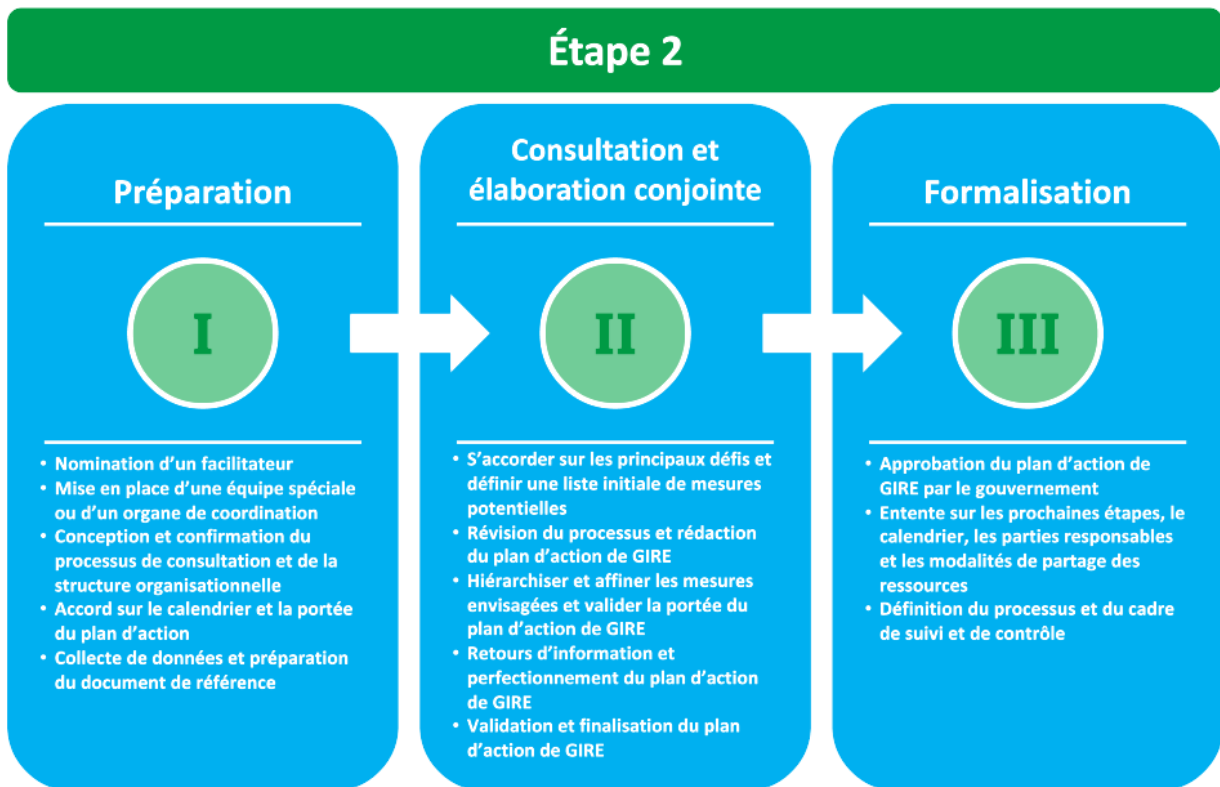 Étape 2
Préparation
I
• Nomination d’un facilitateur
• Mise en place d’une équipe spéciale
ou d’un organe de coordination
• Conception et confirmation du
processus de consultation et de la
structure organisationnelle
• Accord sur le calendrier et la portée
du plan d’action
• Collecte de données et préparation
du document de référence
Consultation et
élaboration conjointe
II
• S’accorder sur les principaux défis et
définir une liste initiale de mesures
potentielles
• Révision du processus et rédaction
du plan d’action de GIRE
• Hiérarchiser et affiner les mesures
envisagées et valider la portée du
plan d’action de GIRE
• Retours d’information et
perfectionnement du plan d’action
de GIRE
• Validation et finalisation du plan
d’action de GIRE
Formalisation
III
• Approbation du plan d’action de
GIRE par le gouvernement
• Entente sur les prochaines étapes, le
calendrier, les parties responsables
et les modalités de partage des
ressources
• Définition du processus et du cadre
de suivi et de contrôle